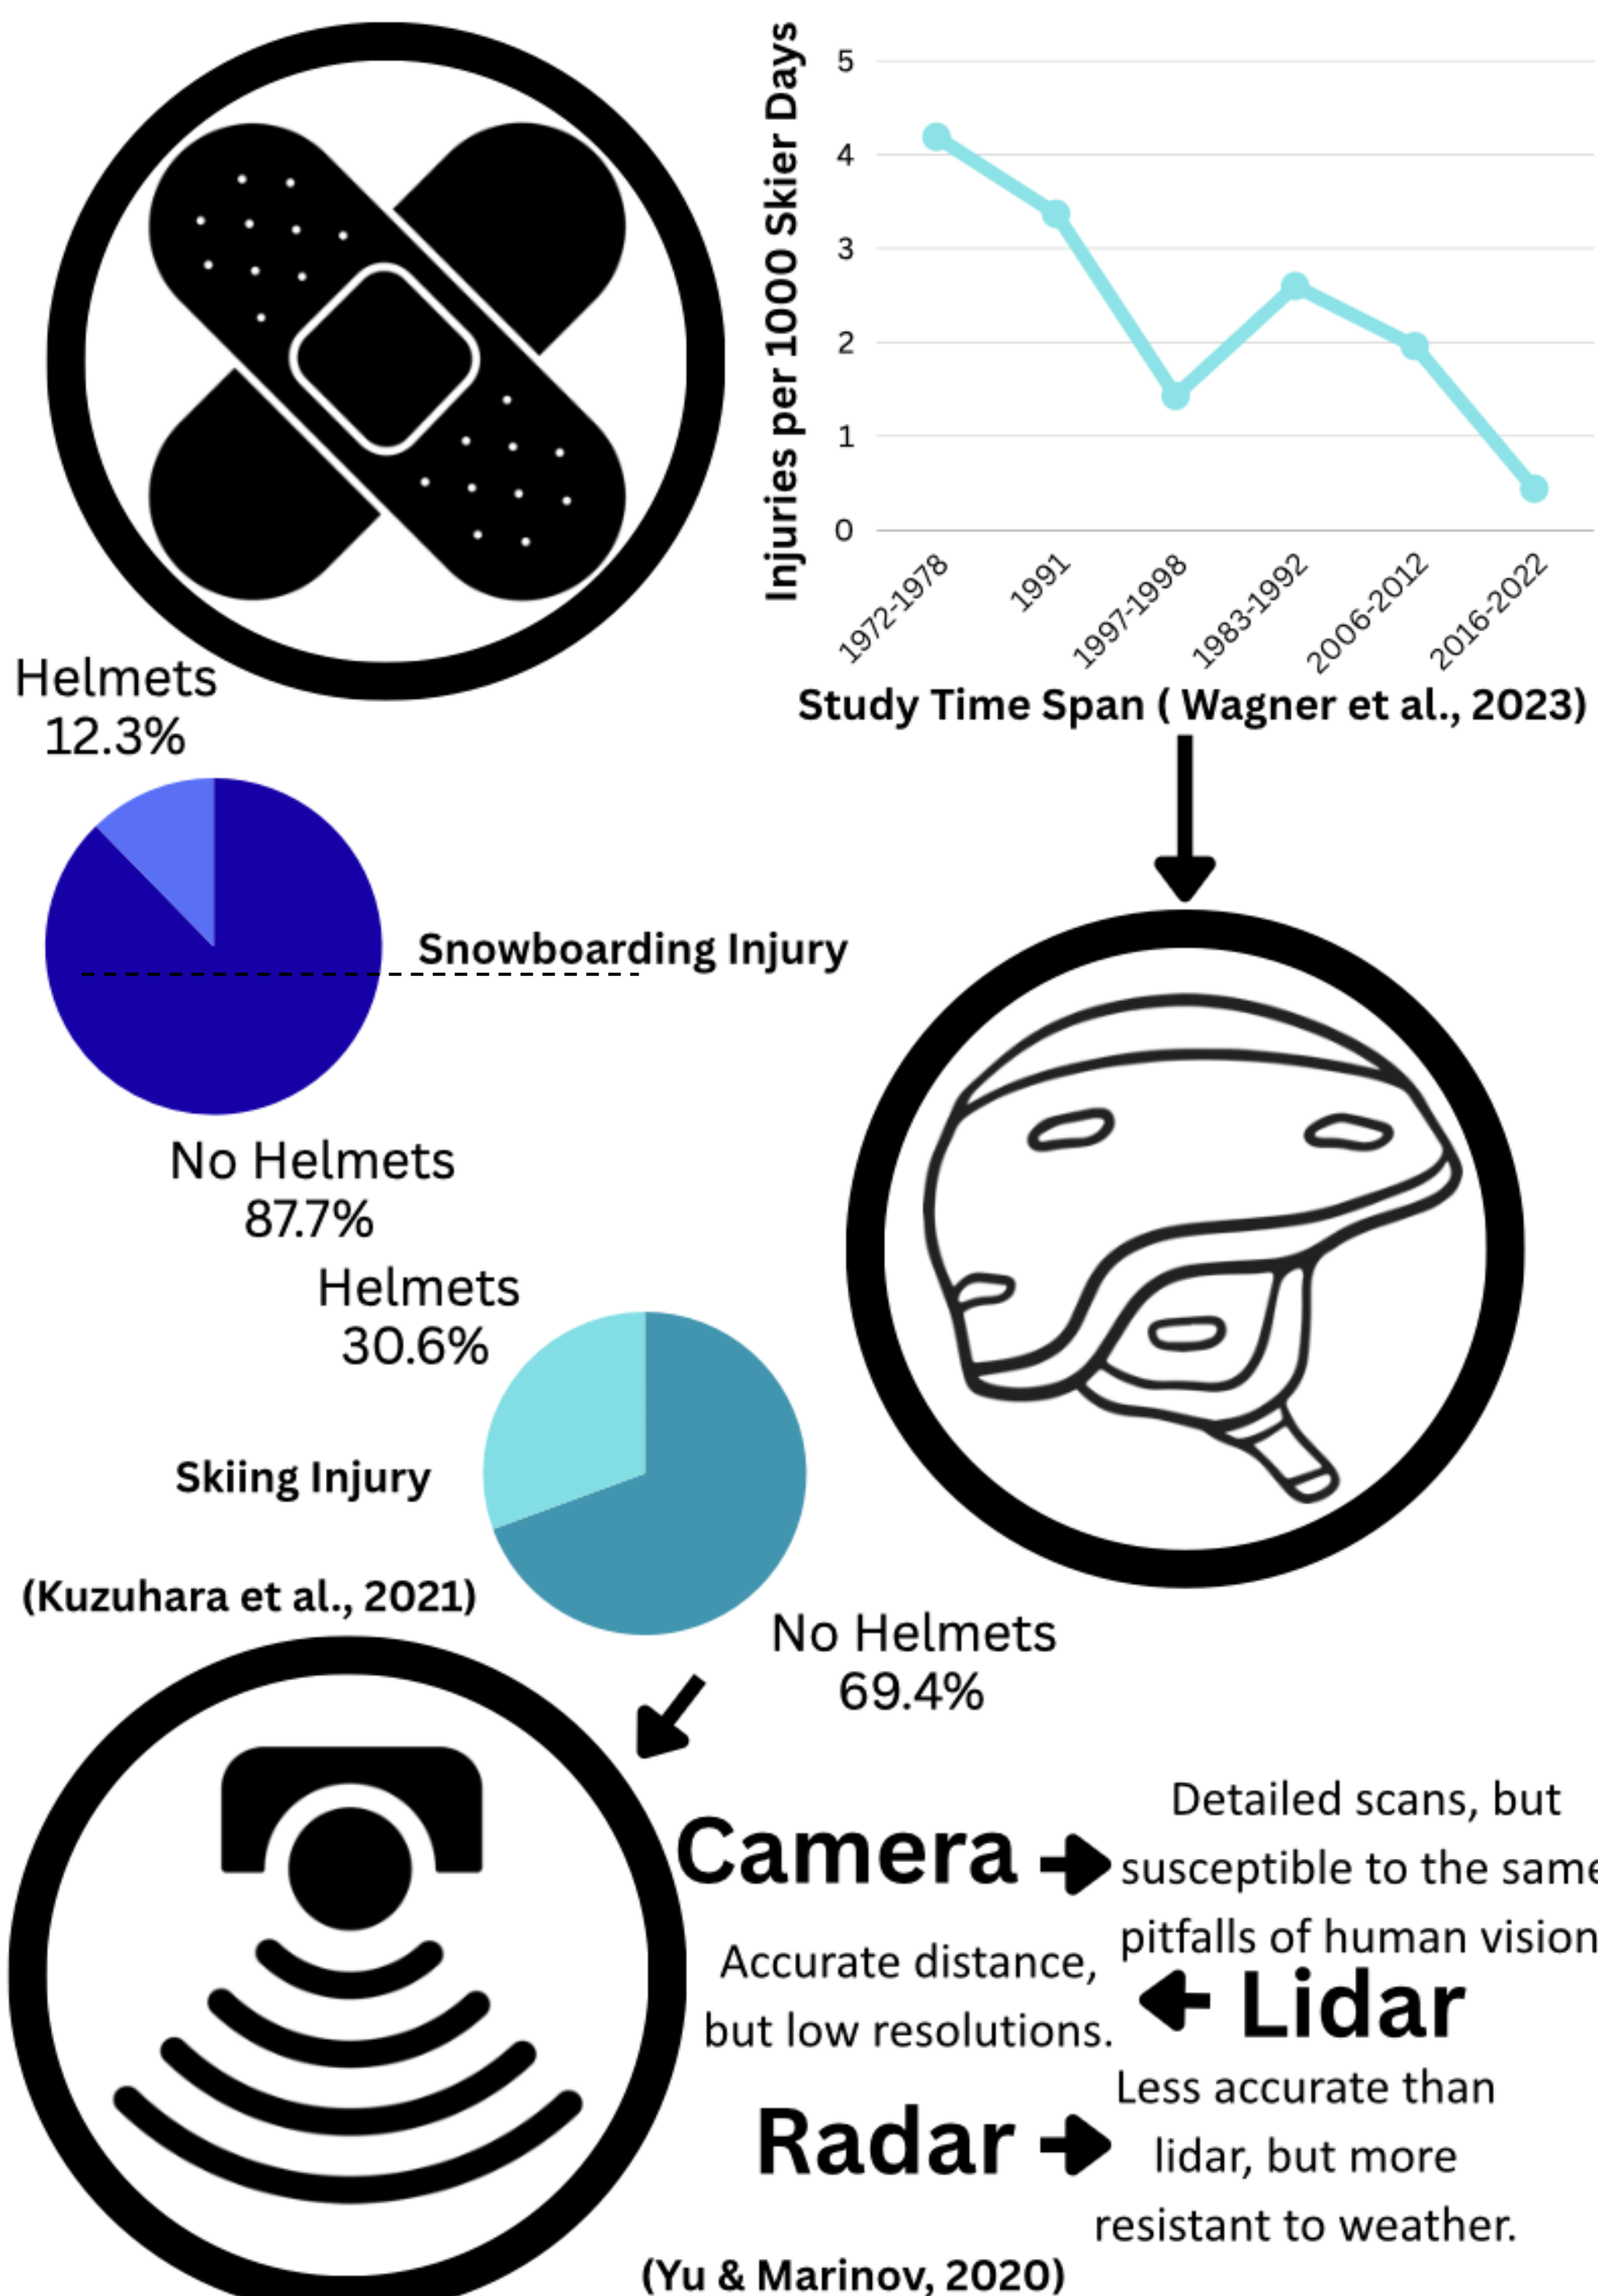 Injuries per 1000 Skier Days
5
4
3
2
1
0
1972-1978
1991
1997-1998
1983-1992
2006-2012
2016-2022
Study Time Span ( Wagner et al., 2023)
Helmets
12.3%
Snowboarding Injury
No Helmets
87.7%
Helmets
30.6%
Skiing Injury
(Kuzuhara et al., 2021)
No Helmets
69.4%
Camera
Detailed scans, but
susceptible to the same
pitfalls of human vision
Accurate distance,
but low resolutions.
Lidar
Radar
Less accurate than
lidar, but more
resistant to weather.
(Yu & Marinov, 2020)